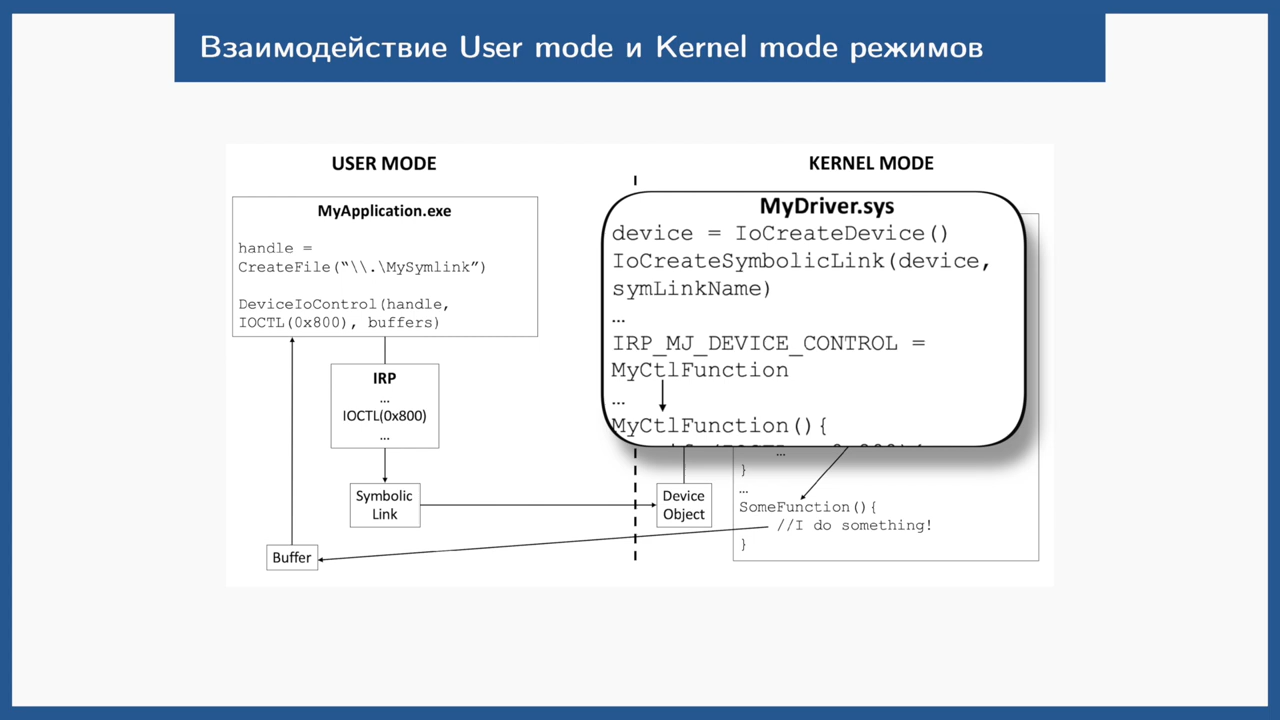 Взаимодействие User mode и Kernel mode режимов
USER MODE
KERNEL MODE
MyApplication.exe
handle =
CreateFile(“\\.\MySymlink”)
DeviceIoControl(handle,
IOCTL(0x800), buffers)
IRP
…
IOCTL(0x800)
…
Symbolic
Link
Buffer
MyDriver.sys
device = IoCreateDevice()
IoCreateSymbolicLink(device,
symLinkName)
…
IRP_MJ_DEVICE_CONTROL =
MyCtlFunction
…
MyCtlFunction(){
…
}
…
SomeFunction(){
//I do something!
}
Device
Object